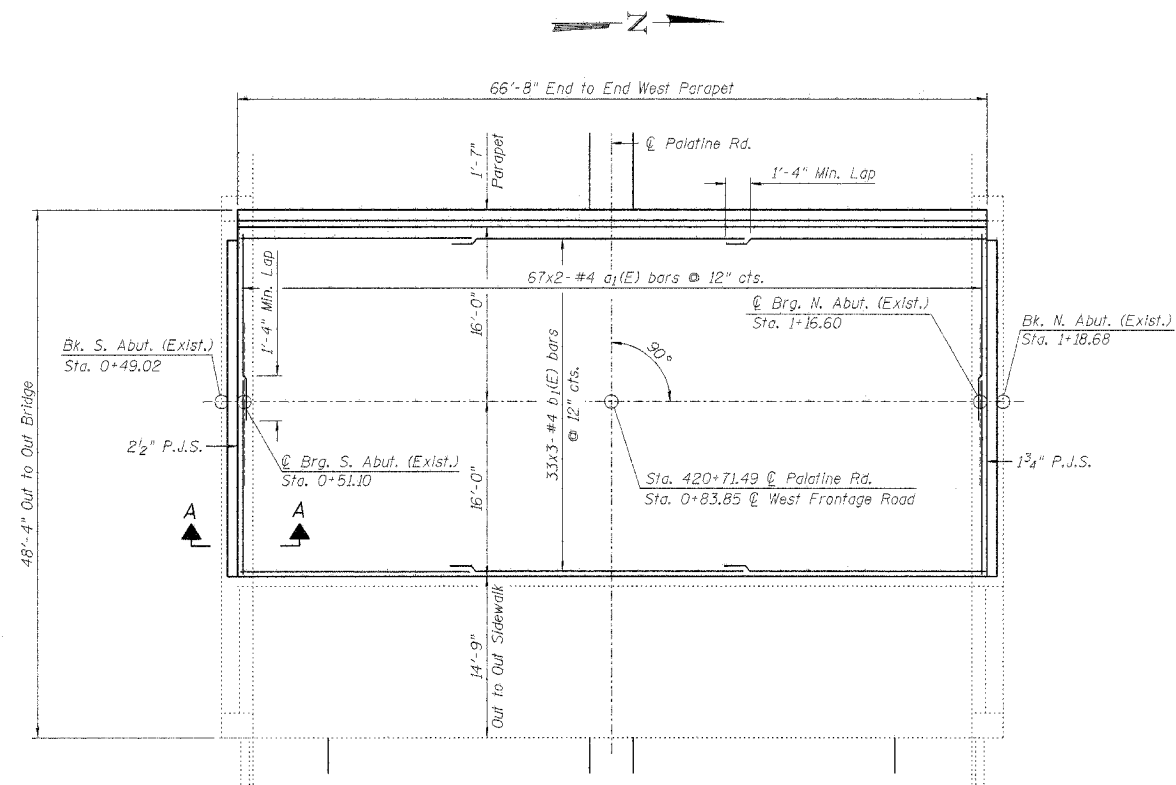 Z
66'-8" End to End West Parapet
1'-7"
Parapet
℄ Palatine Rd.
1'-4" Min. Lap
67x2-#4 a1(E) bars @ 12" cts.
1'-4" Min. Lap
16'-0"
℄ Brg. N. Abut. (Exist.)
Sta. 1+16.60
Bk. N. Abut. (Exist.)
Sta. 1+18.68
Bk. S. Abut. (Exist.)
Sta. 0+49.02
90°
33x3-#4 b1(E) bars
@ 12" cts.
48'-4" Out to Out Bridge
2½" P.J.S.
℄ Brg. S. Abut. (Exist.)
Sta. 0+51.10
1¾" P.J.S.
16'-0"
Sta. 420+71.49 ℄ Palatine Rd.
Sta. 0+83.85 ℄ West Frontage Road
A A
14'-9"
Out to Out Sidewalk